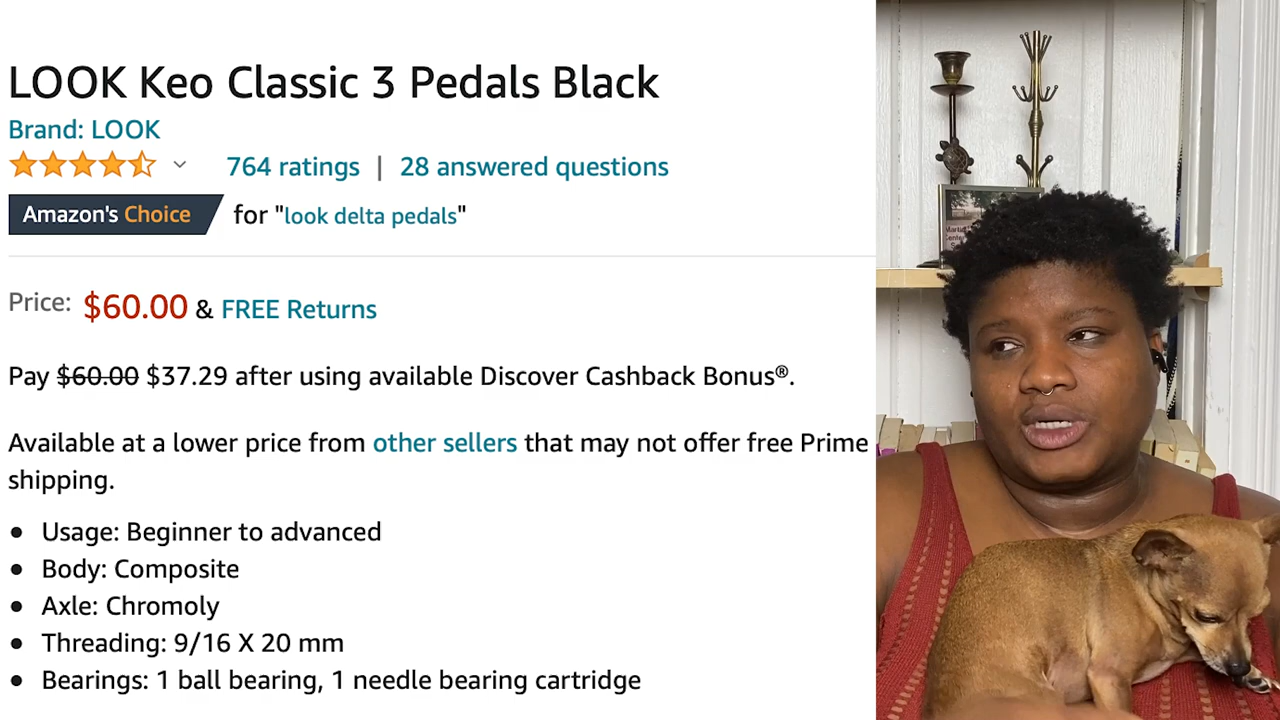 LOOK Keo Classic 3 Pedals Black
Brand: LOOK
764 ratings | 28 answered questions
Amazon's Choice for "look delta pedals"
Price: $60.00 & FREE Returns
Pay $60.00 $37.29 after using available Discover Cashback Bonus®.
Available at a lower price from other sellers that may not offer free Prime
shipping.
• Usage: Beginner to advanced
• Body: Composite
• Axle: Chromoly
• Threading: 9/16 X 20 mm
• Bearings: 1 ball bearing, 1 needle bearing cartridge